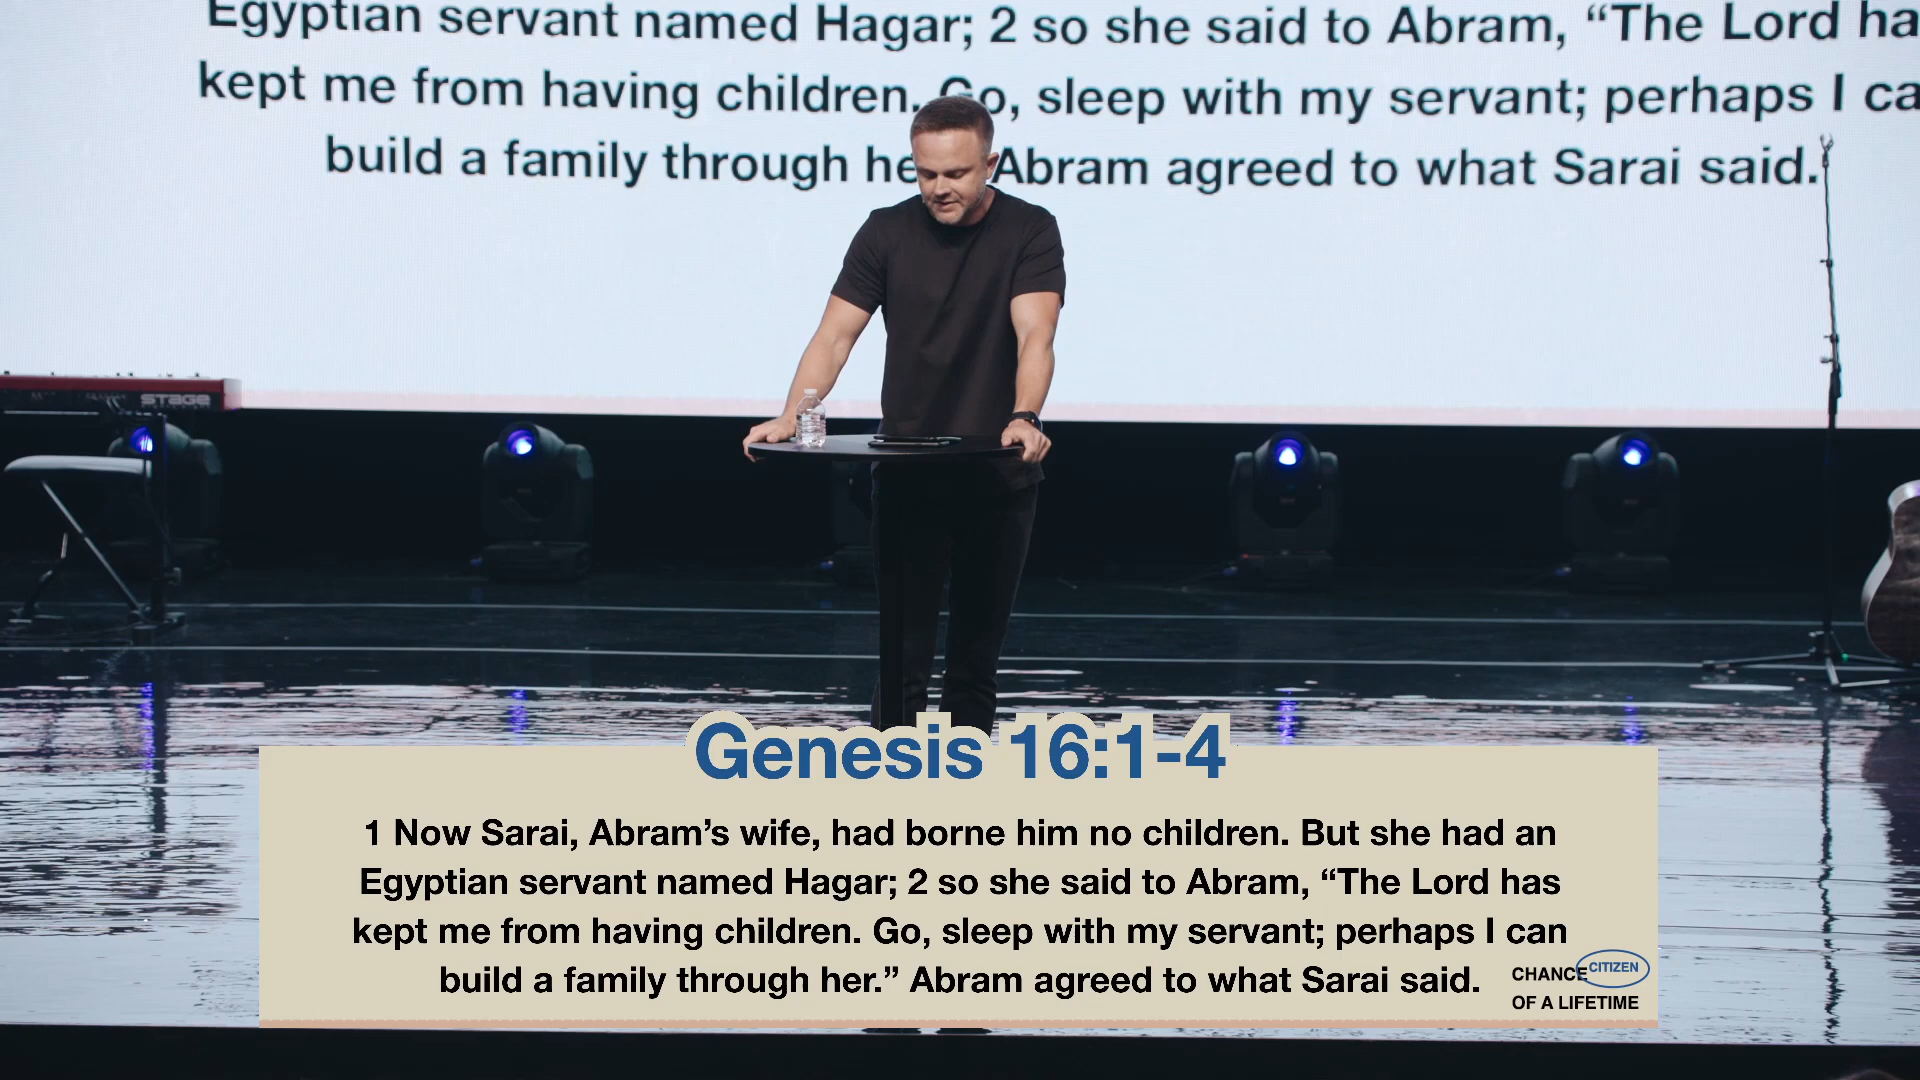 Egyptian servant named Hagar; 2 so she said to Abram, “The Lord ha
kept me from having children. Go, sleep with my servant; perhaps I ca
build a family through he Abram agreed to what Sarai said.
STAGE
Genesis 16:1-4
1 Now Sarai, Abram’s wife, had borne him no children. But she had an
Egyptian servant named Hagar; 2 so she said to Abram, “The Lord has
kept me from having children. Go, sleep with my servant; perhaps I can
build a family through her.” Abram agreed to what Sarai said.
CHANCE CITIZEN
OF A LIFETIME